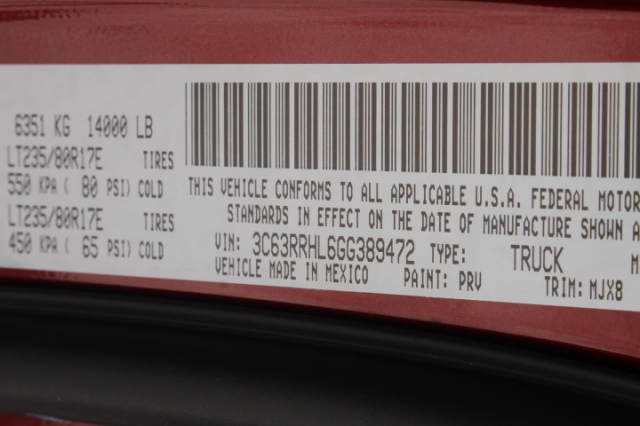 6351 KG 14000 LB
LT235/80R17E TIRES
550 KPA ( 80 PSI) COLD
LT235/80R17E TIRES
450 KPA ( 65 PSI) COLD
THIS VEHICLE CONFORMS TO ALL APPLICABLE U.S.A. FEDERAL MOTOR
STANDARDS IN EFFECT ON THE DATE OF MANUFACTURE SHOWN A
VIN: 3C63RRHL6GG389472 TYPE: TRUCK M
VEHICLE MADE IN MEXICO PAINT: PRV TRIM: MJX8